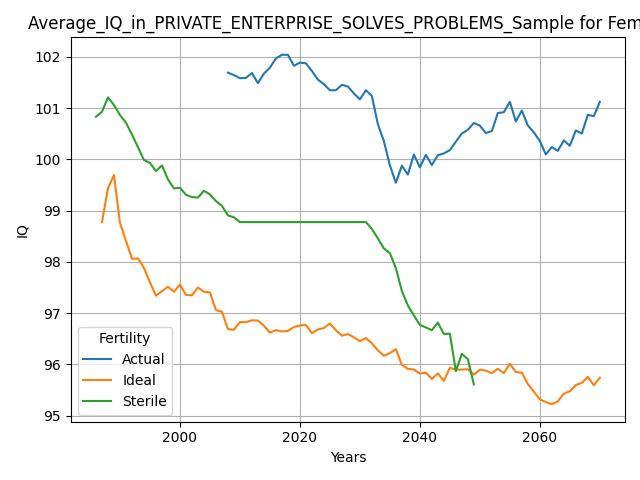 Average_IQ_in_PRIVATE_ENTERPRISE_SOLVES_PROBLEMS_Sample for Fem
102
101
100
99
98
97
96
95
IQ
Fertility
Actual
Ideal
Sterile
2000 2020 2040 2060
Years